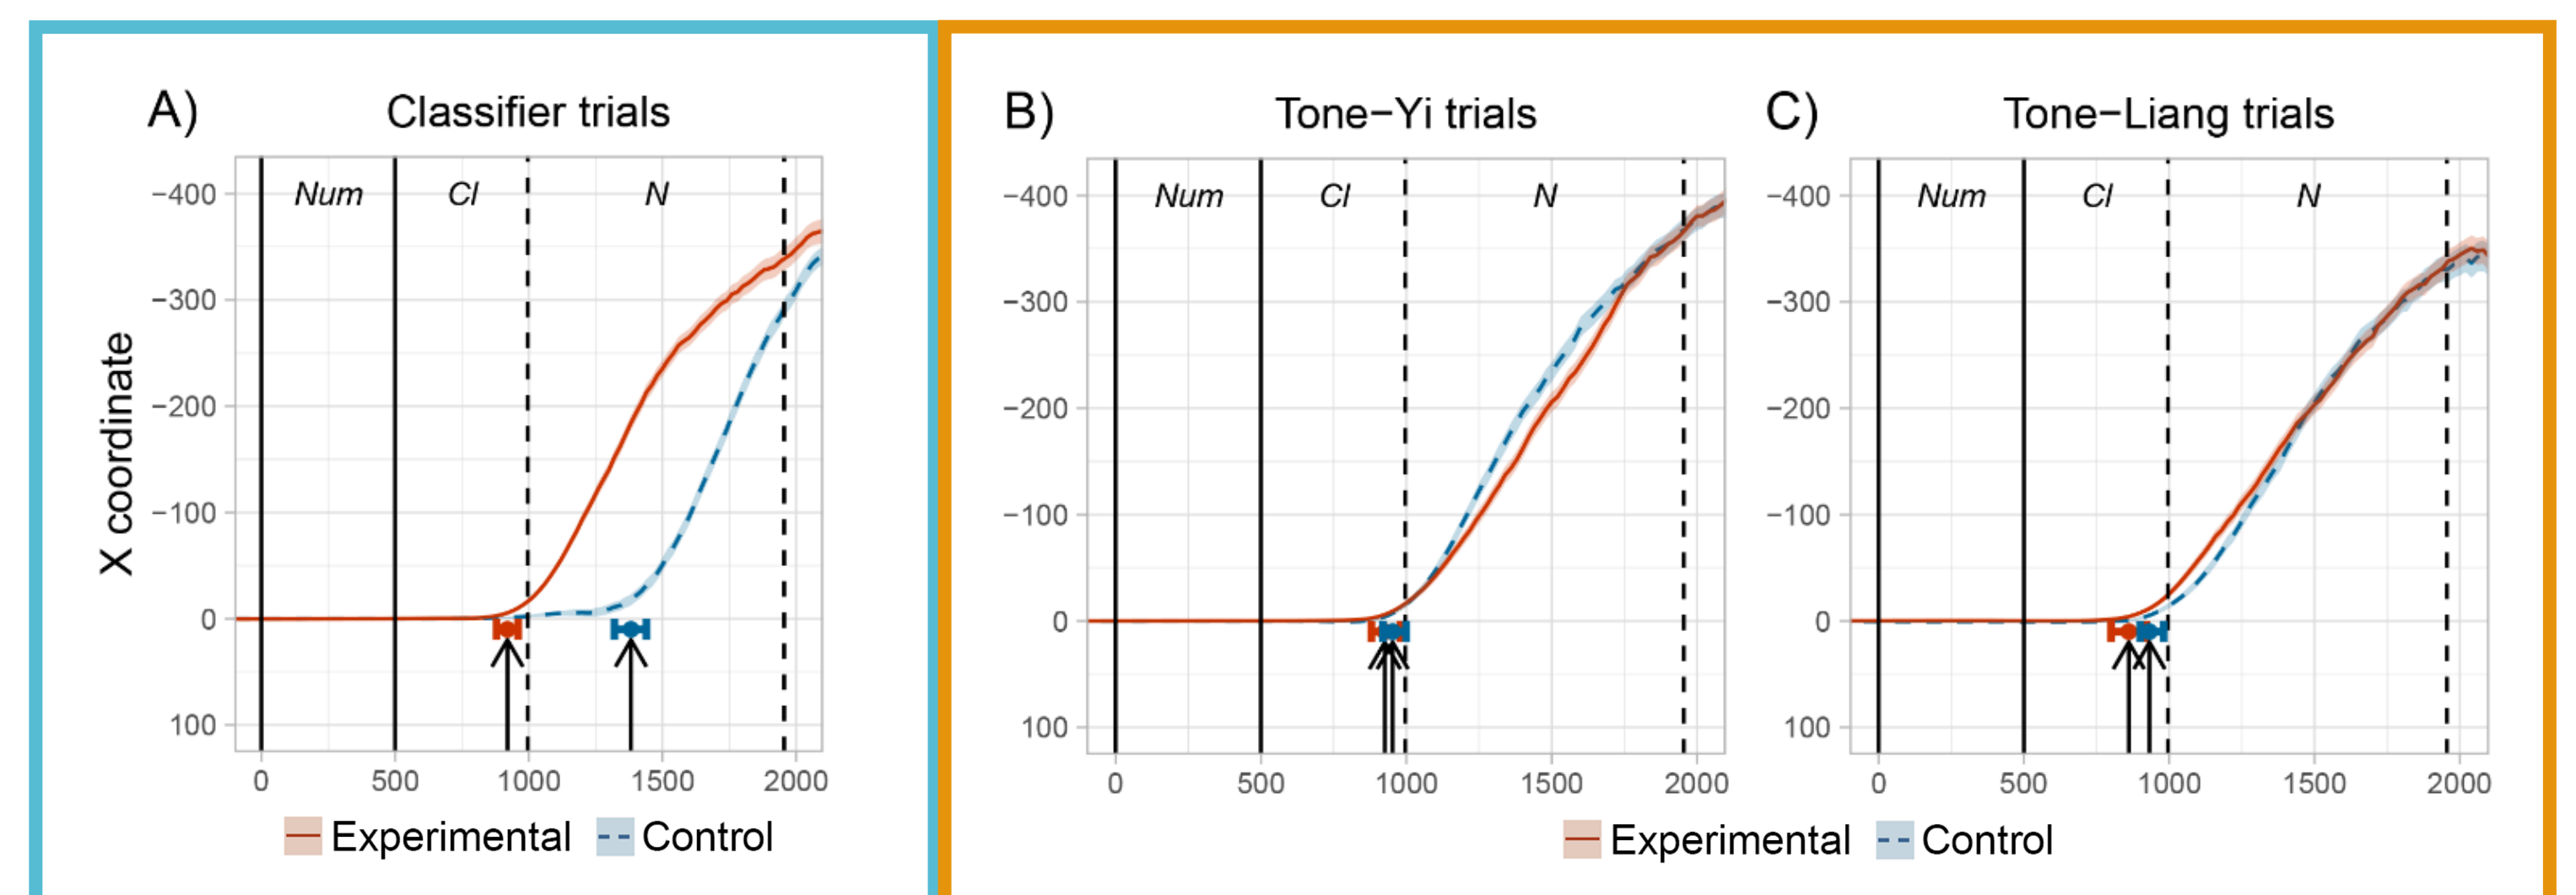 A) Classifier trials
X coordinate
Num Cl N
−400
−300
−200
−100
0
100
0 500 1000 1500 2000
Experimental Control
B) Tone−Yi trials
Num Cl N
−400
−300
−200
−100
0
100
0 500 1000 1500 2000
C) Tone−Liang trials
Num Cl N
−400
−300
−200
−100
0
100
0 500 1000 1500 2000
Experimental Control